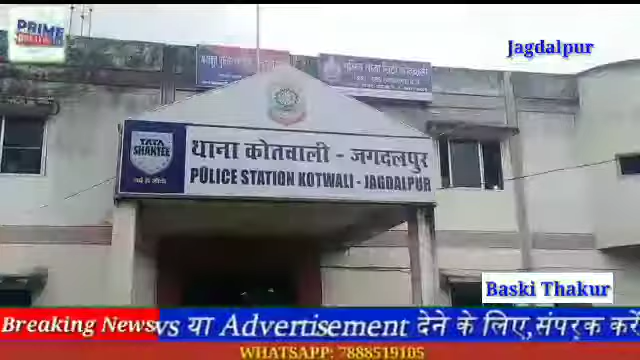 PRIME
Jagdalpur
TATA
SHAKTEE
थाना कोतवाली - जगदलपुर
POLICE STATION KOTWALI - JAGDALPUR
Baski Thakur
Breaking News
ws या Advertisement देने के लिए,संपर्क करें
WHATSAPP: 7888519105